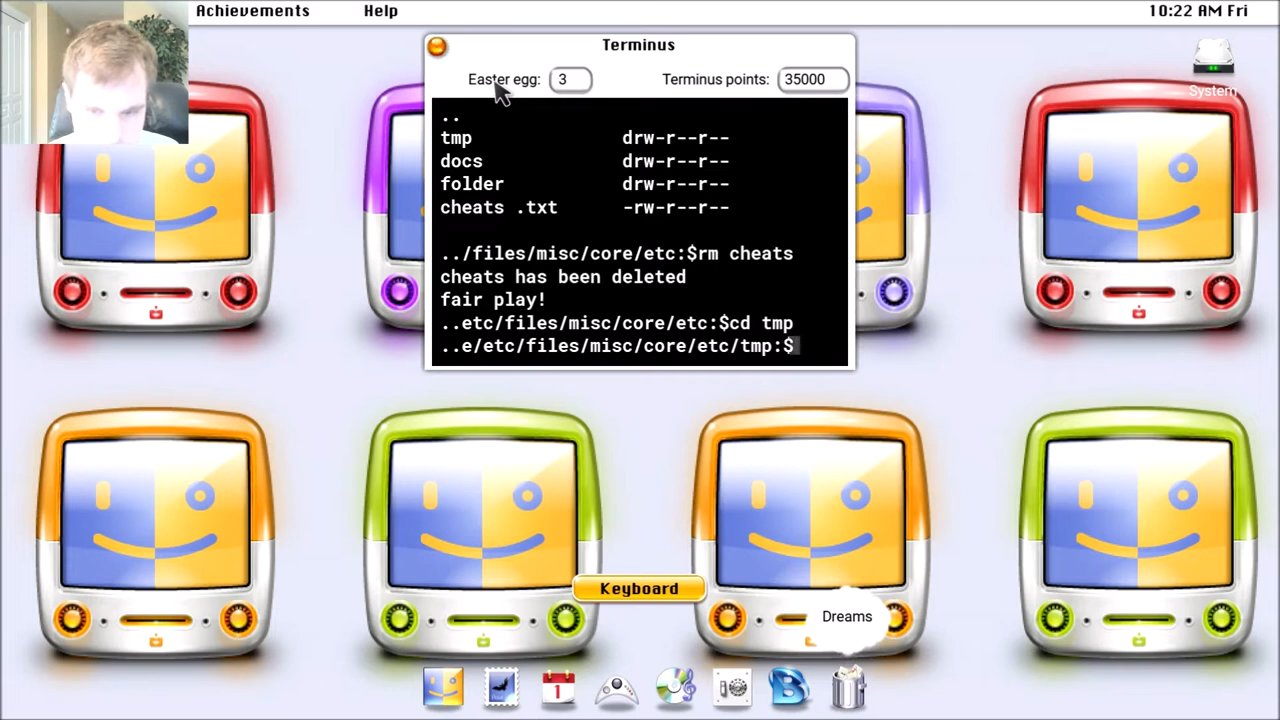 Achievements Help 10:22 AM Fri
Terminus
Easter egg: 3 Terminus points: 35000
System
..
tmp drw-r--r--
docs drw-r--r--
folder drw-r--r--
cheats .txt -rw-r--r--
../files/misc/core/etc:$rm cheats
cheats has been deleted
fair play!
..etc/files/misc/core/etc:$cd tmp
..e/etc/files/misc/core/etc/tmp:$
Keyboard
Dreams
1
B